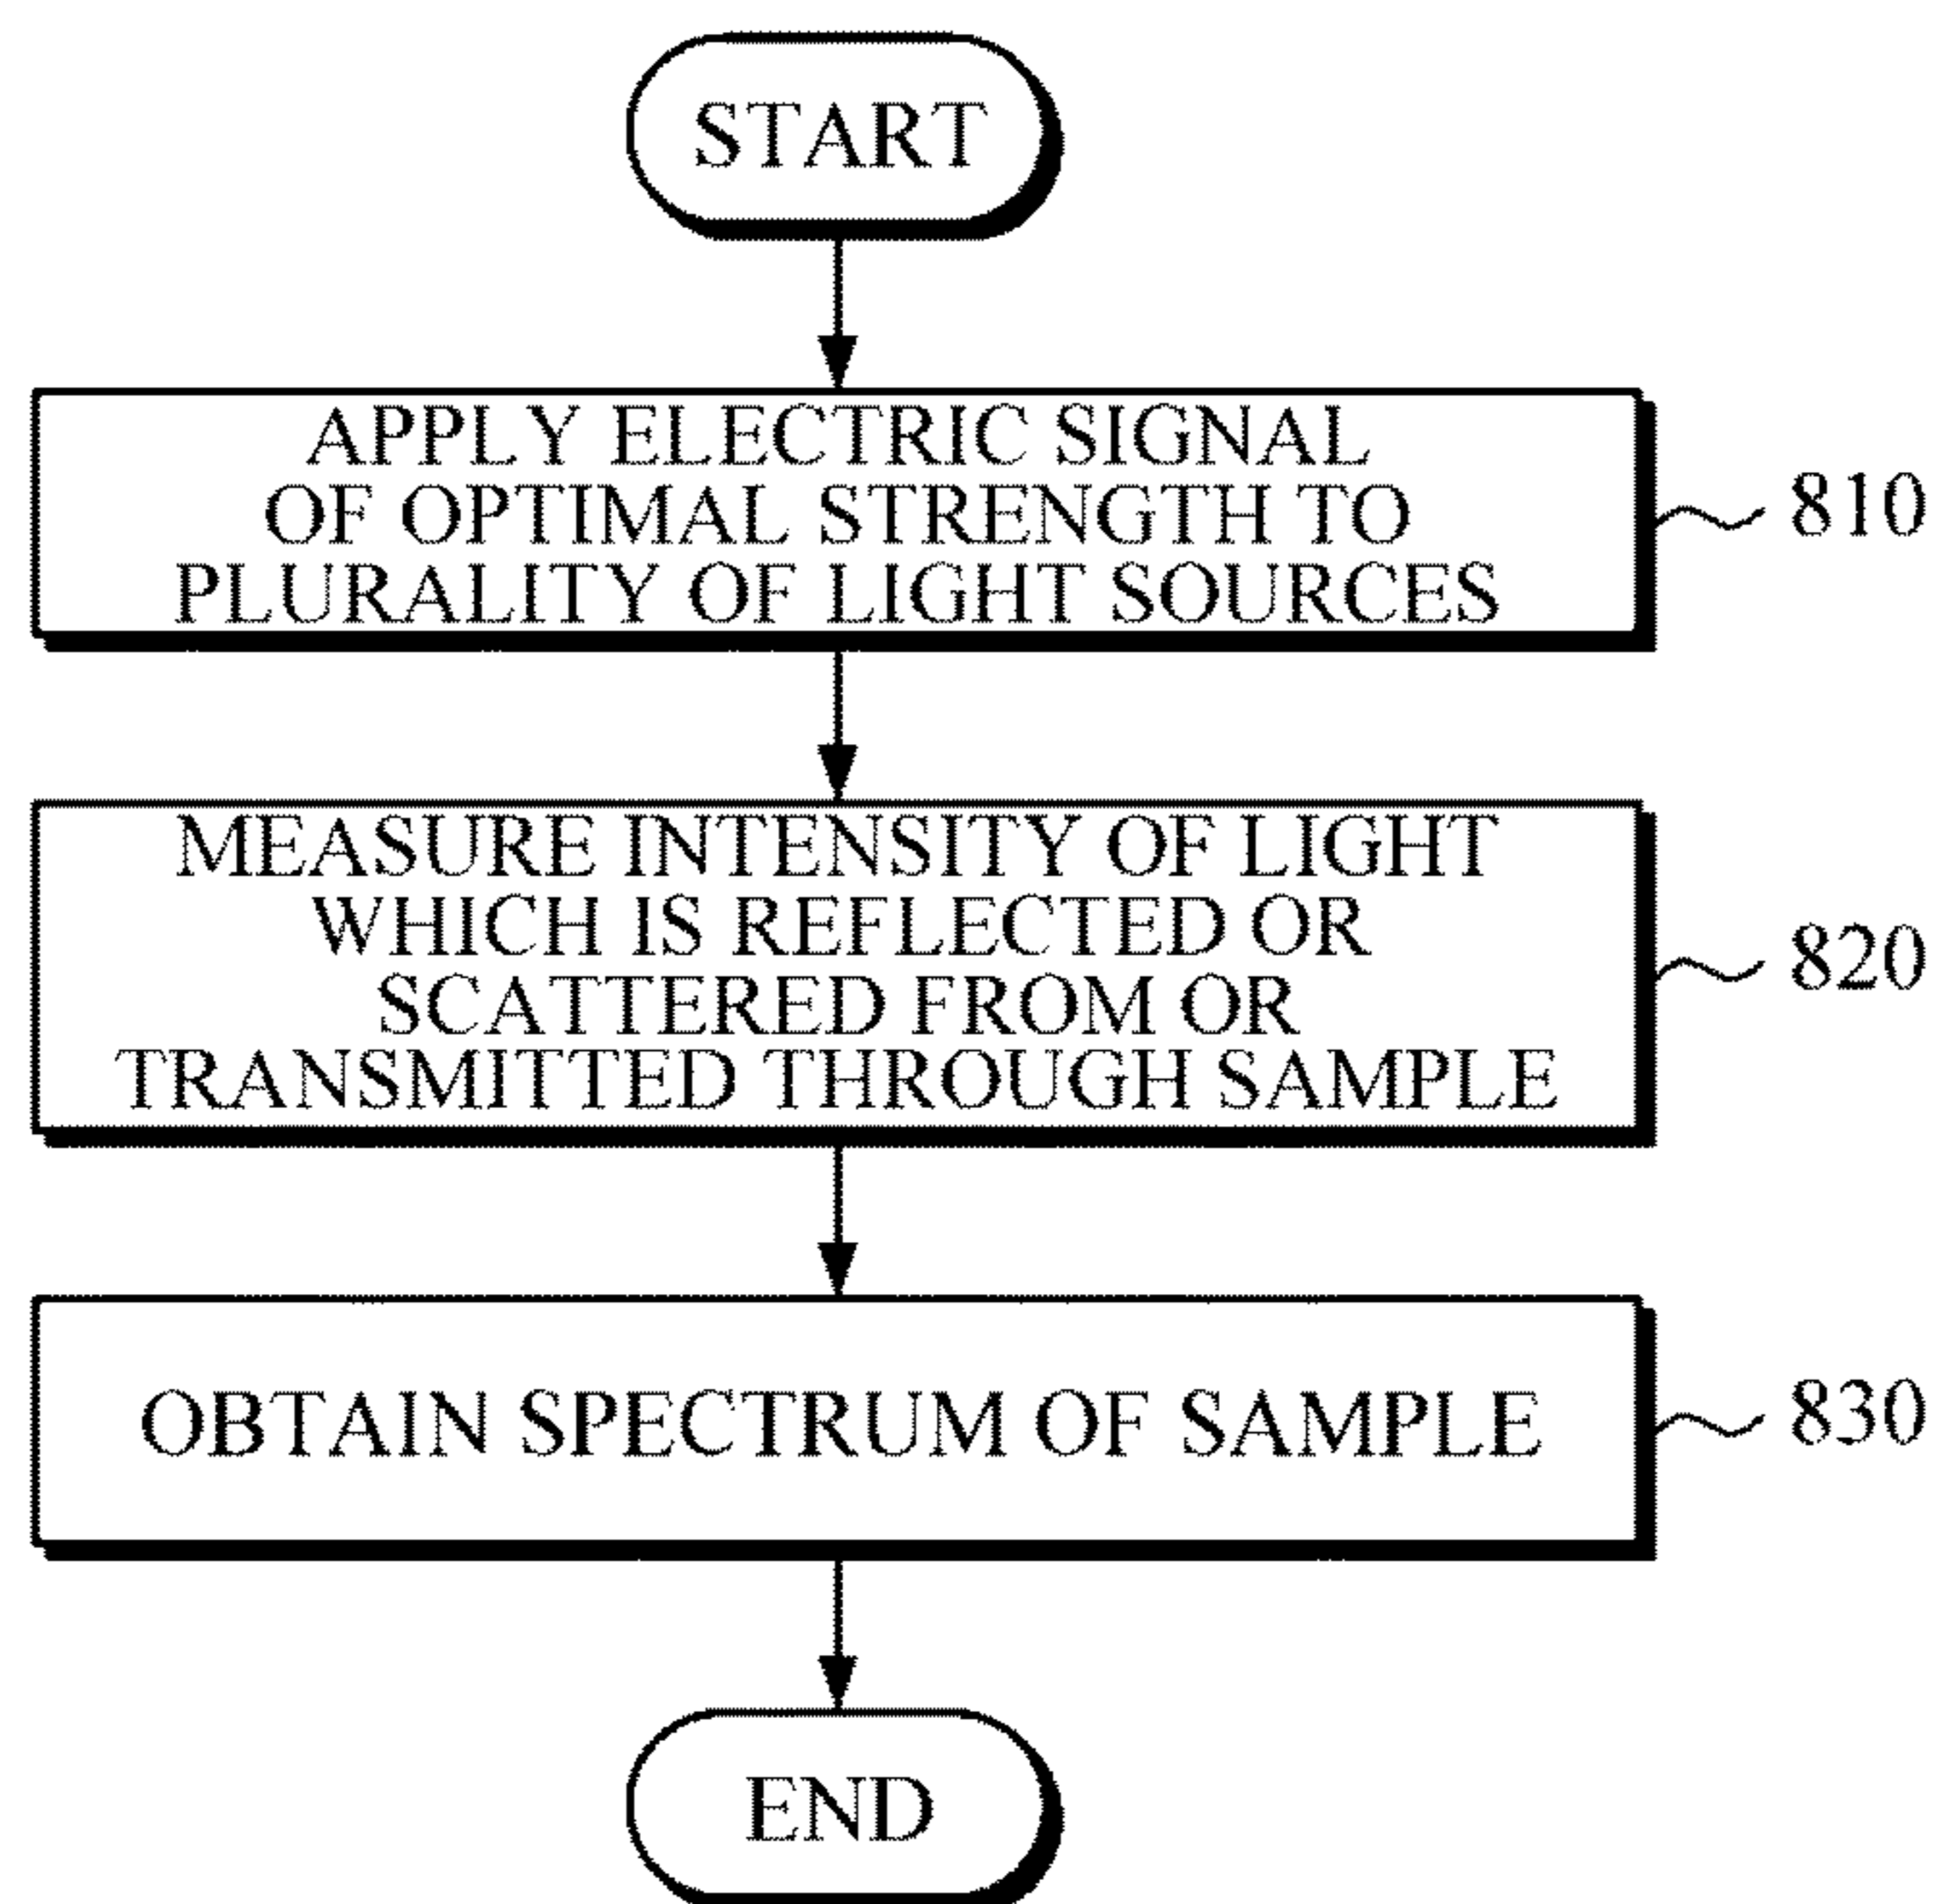 START
APPLY ELECTRIC SIGNAL
OF OPTIMAL STRENGTH TO
PLURALITY OF LIGHT SOURCES
810
MEASURE INTENSITY OF LIGHT
WHICH IS REFLECTED OR
SCATTERED FROM OR
TRANSMITTED THROUGH SAMPLE
820
OBTAIN SPECTRUM OF SAMPLE
830
END